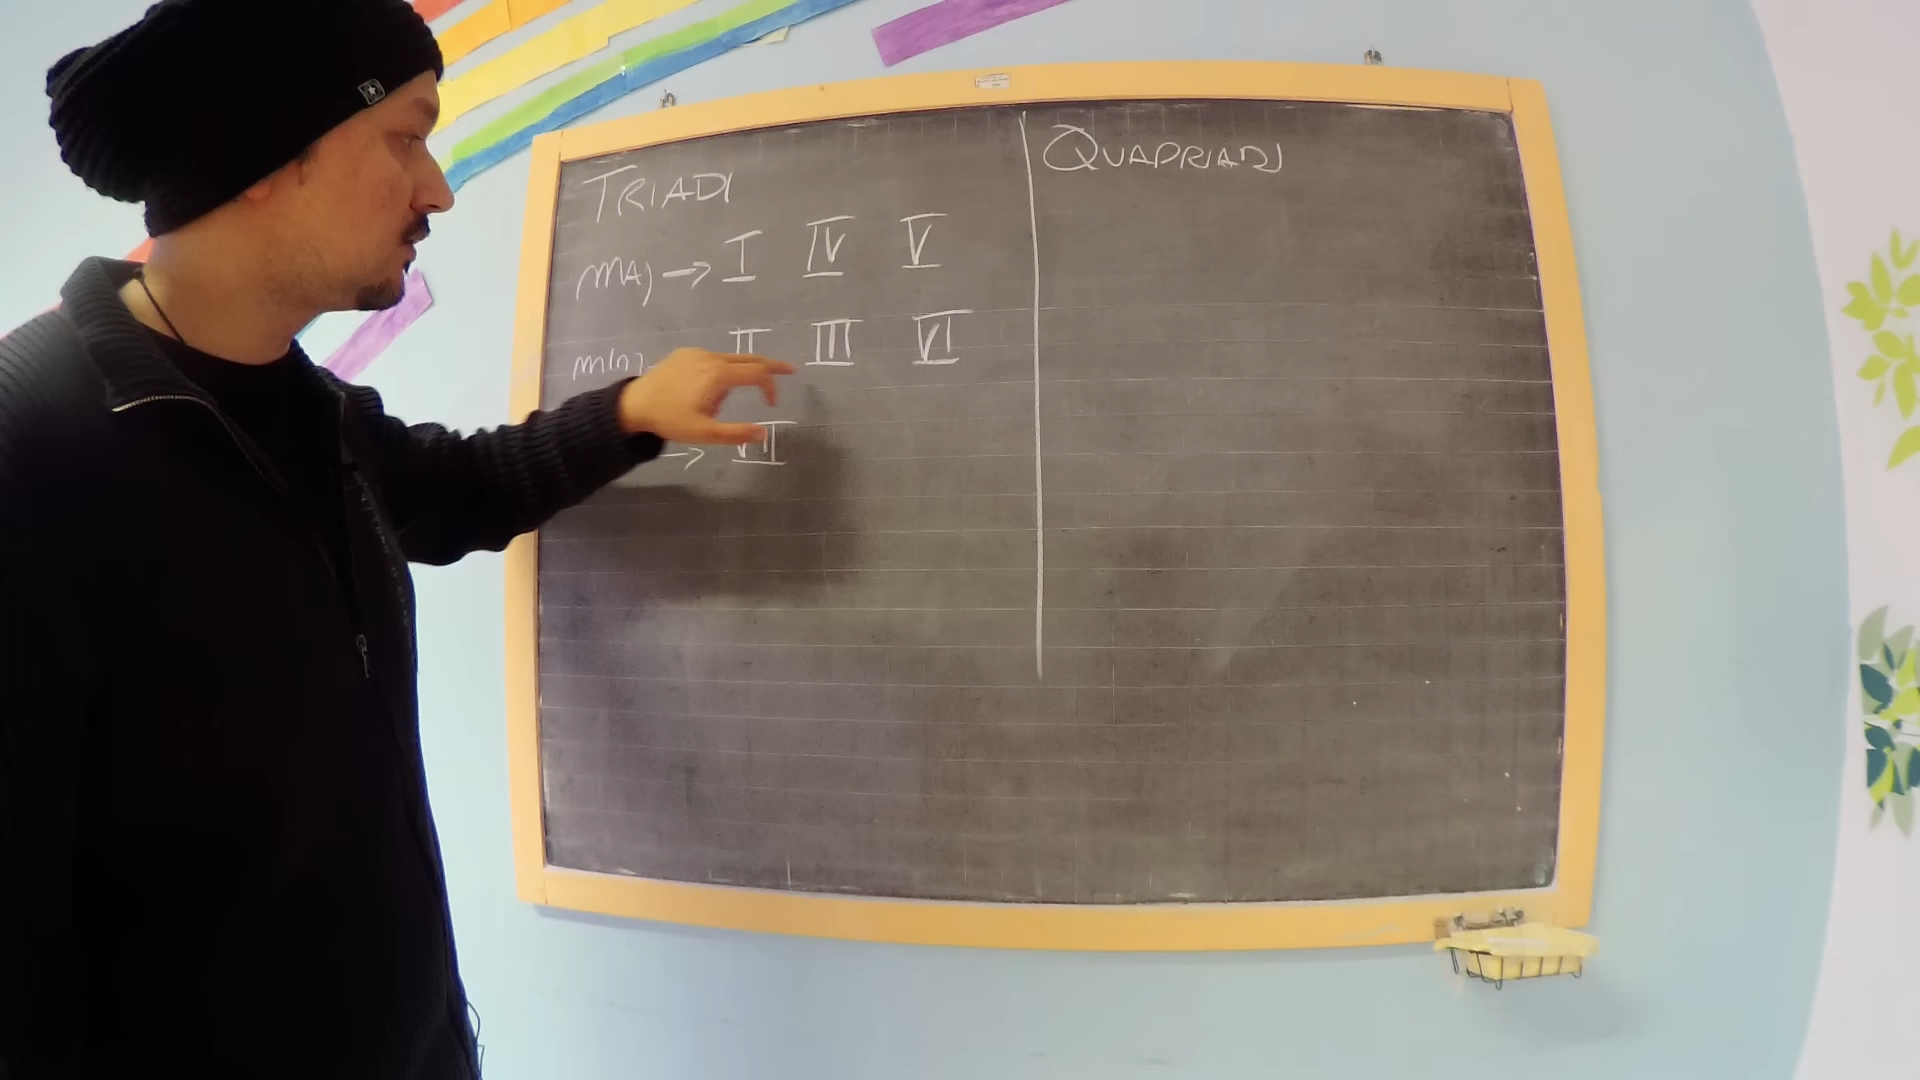 TRIADI
MAJ → I IV V
min → II III VI
→ VII
QUADRIADI